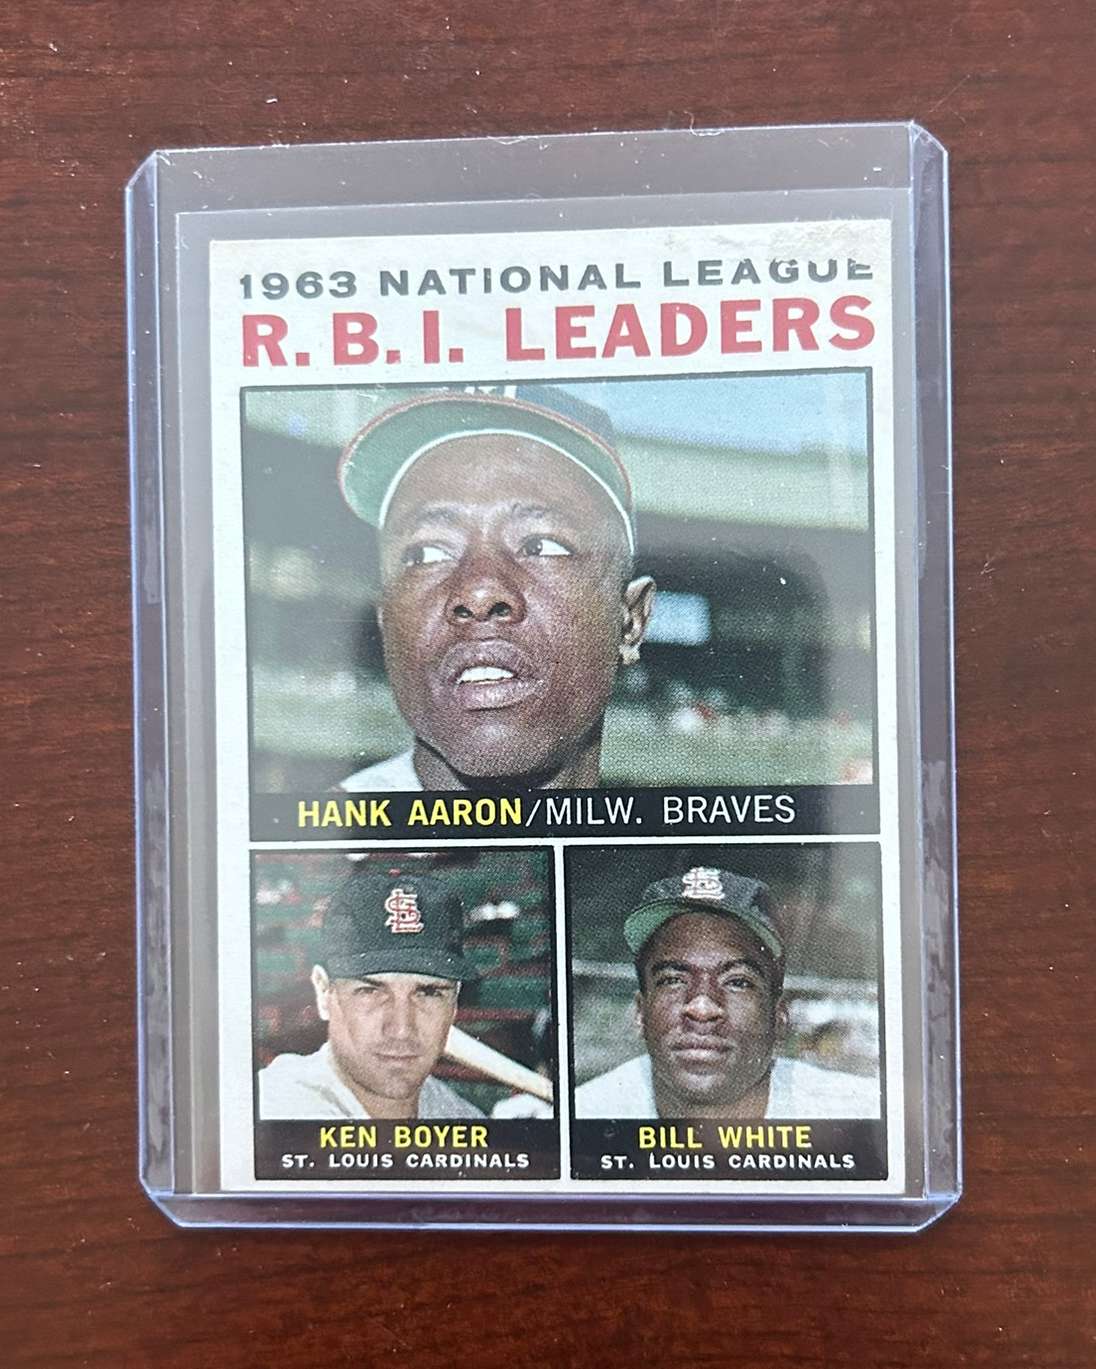 1963 NATIONAL LEAGUE
R.B.I. LEADERS
HANK AARON/MILW. BRAVES
KEN BOYER
ST. LOUIS CARDINALS
BILL WHITE
ST. LOUIS CARDINALS